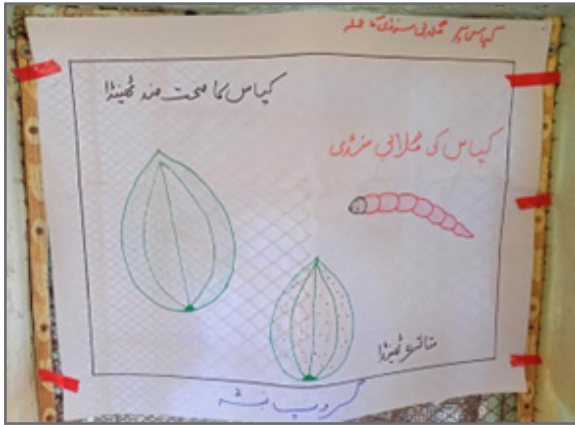 کپاس پر گلابی سنڈی کا حملہ
کپاس کا صحت مند ٹینڈا
کپاس کی گلابی سنڈی
متاثرہ ٹینڈا
گروپ